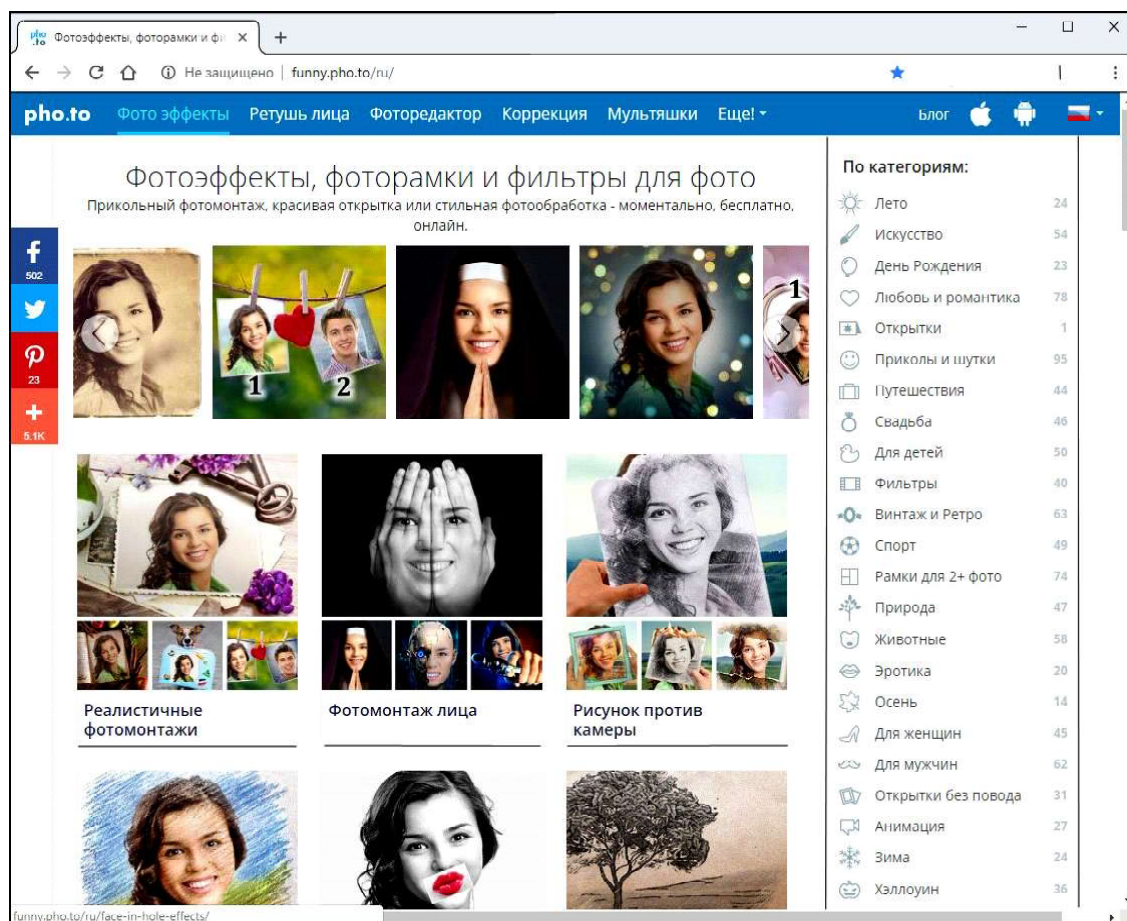 pho
.to
Фотоэффекты, фоторамки и фи
Не защищено | funny.pho.to/ru/
pho.to Фото эффекты Ретушь лица Фоторедактор Коррекция Мультяшки Еще! Блог
Фотоэффекты, фоторамки и фильтры для фото
Прикольный фотомонтаж, красивая открытка или стильная фотообработка - моментально, бесплатно,
онлайн.
502
23
5.1K
1 2
1
Реалистичные
фотомонтажи
Фотомонтаж лица
Рисунок против
камеры
По категориям:
Лето 24
Искусство 54
День Рождения 23
Любовь и романтика 78
Открытки 1
Приколы и шутки 95
Путешествия 44
Свадьба 46
Для детей 50
Фильтры 40
Винтаж и Ретро 63
Спорт 49
Рамки для 2+ фото 74
Природа 47
Животные 58
Эротика 20
Осень 14
Для женщин 45
Для мужчин 62
Открытки без повода 31
Анимация 27
Зима 24
Хэллоуин 36
funny.pho.to/ru/face-in-hole-effects/